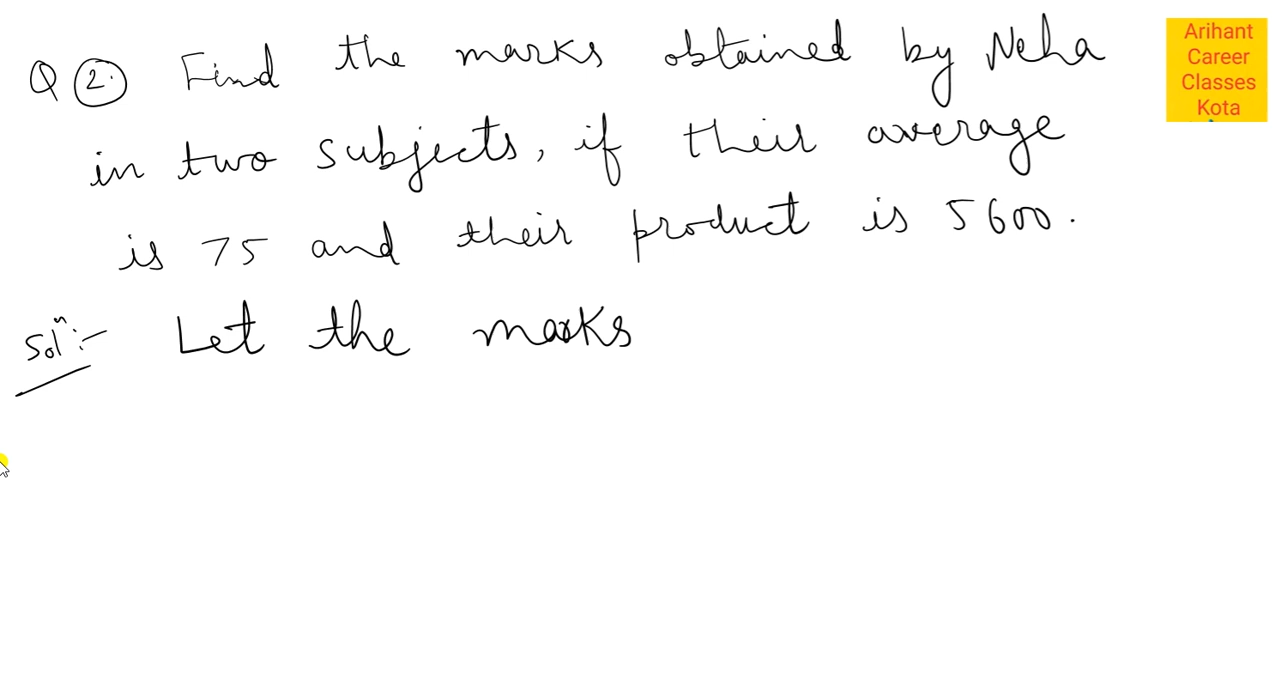 Q 2. Find the marks obtained by Neha
in two subjects, if their average
is 75 and their product is 5600.
Solⁿ:- Let the marks
Arihant
Career
Classes
Kota